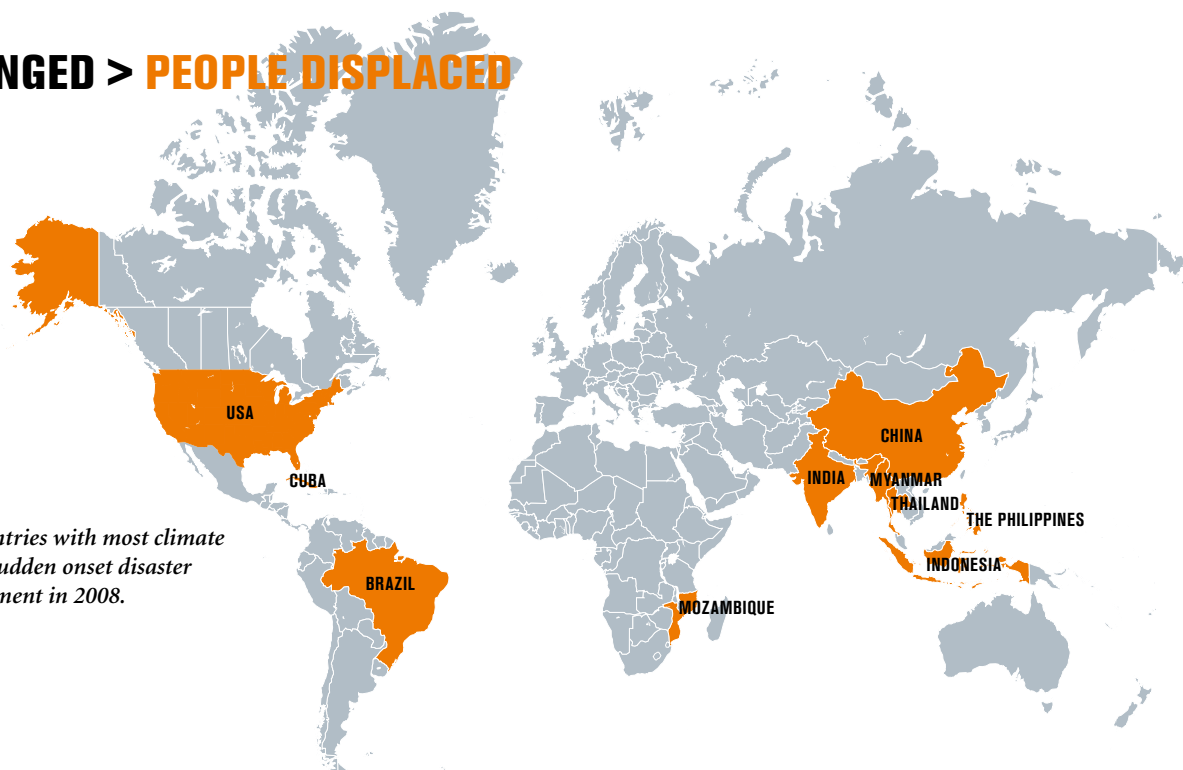 NGED > PEOPLE DISPLACED
USA
CUBA
CHINA
INDIA
MYANMAR
THAILAND
THE PHILIPPINES
INDONESIA
BRAZIL
MOZAMBIQUE
ntries with most climate
udden onset disaster
ment in 2008.